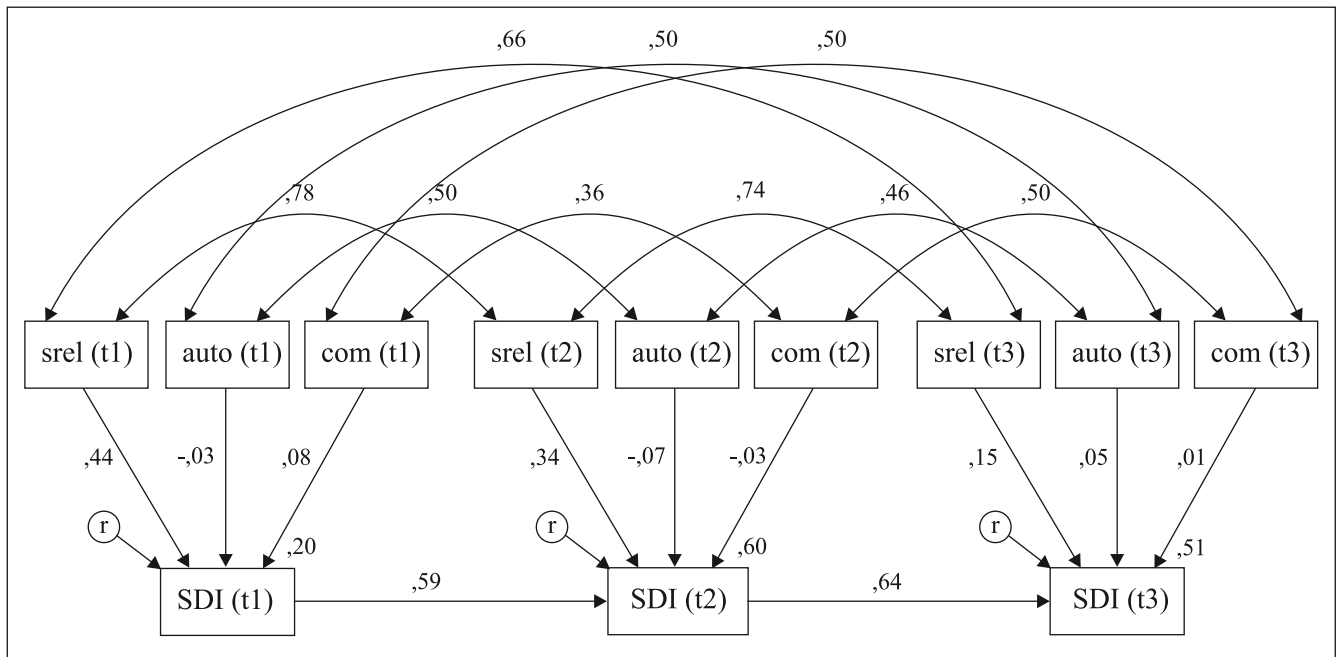 ,66 ,50 ,50
,78 ,50 ,36 ,74 ,46 ,50
srel (t1) auto (t1) com (t1) srel (t2) auto (t2) com (t2) srel (t3) auto (t3) com (t3)
,44 -,03 ,08 ,34 -,07 -,03 ,15 ,05 ,01
r r r
,20 ,60 ,51
,59 ,64
SDI (t1) SDI (t2) SDI (t3)